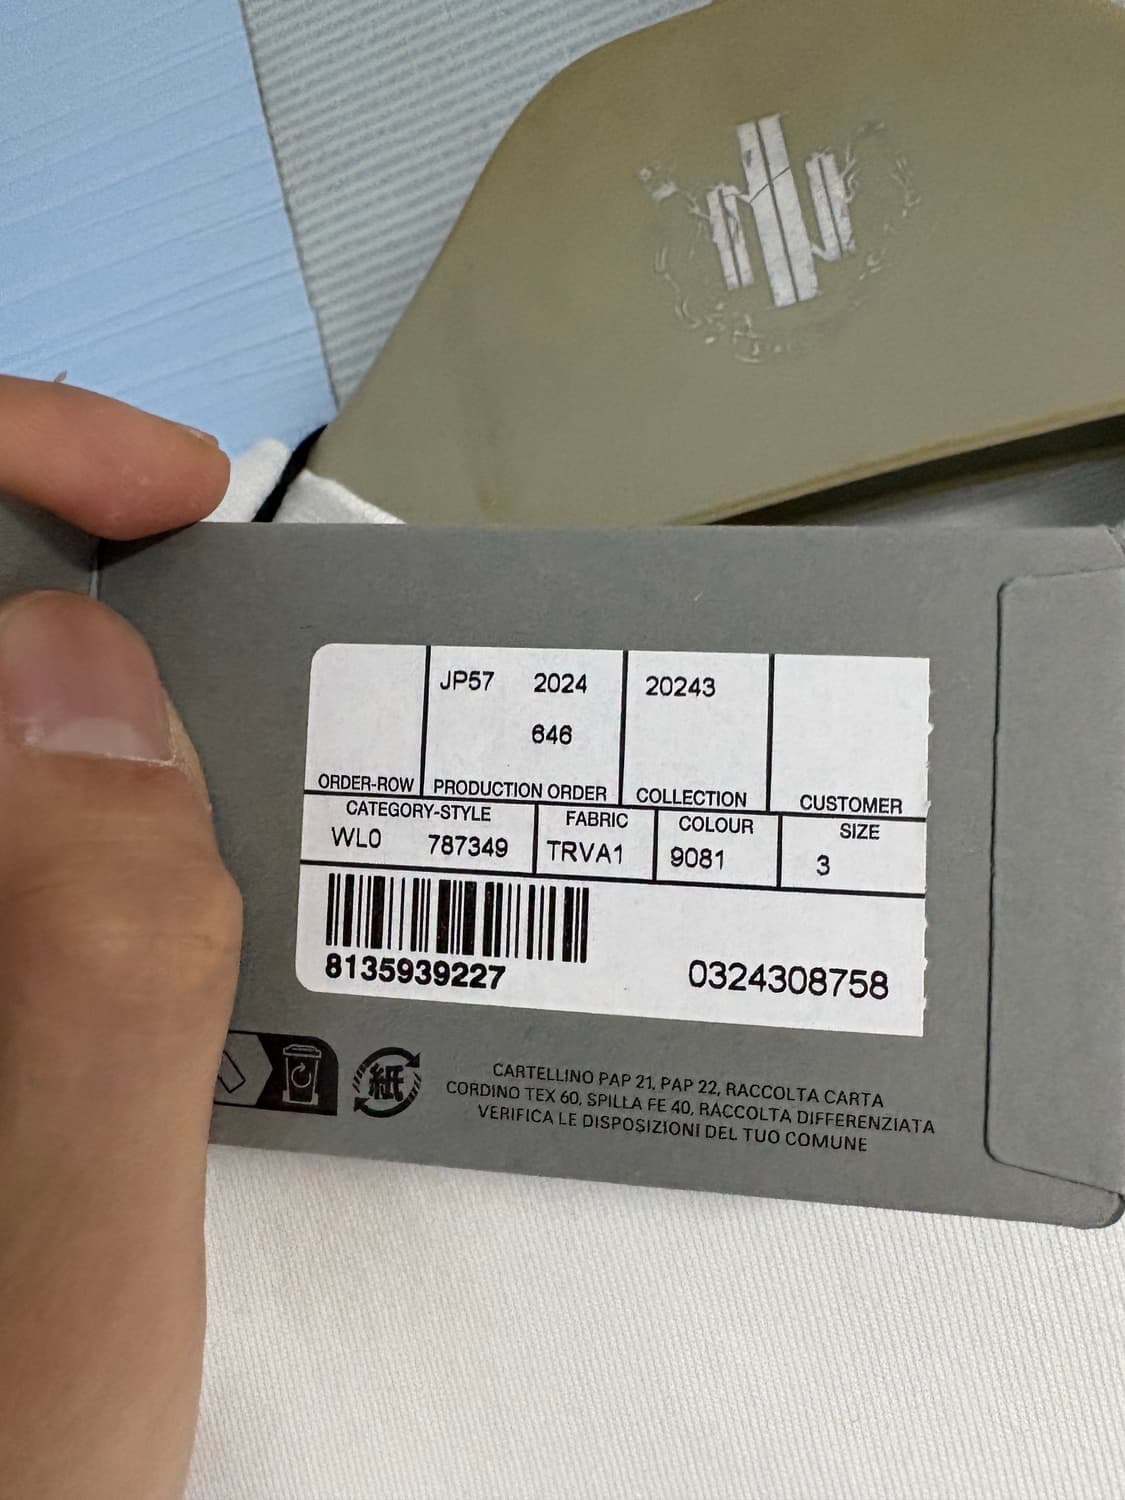 JP57 2024 20243
646
ORDER-ROW PRODUCTION ORDER COLLECTION CUSTOMER
CATEGORY-STYLE FABRIC COLOUR SIZE
WL0 787349 TRVA1 9081 3
8135939227 0324308758
紙
CARTELLINO PAP 21, PAP 22, RACCOLTA CARTA
CORDINO TEX 60, SPILLA FE 40, RACCOLTA DIFFERENZIATA
VERIFICA LE DISPOSIZIONI DEL TUO COMUNE